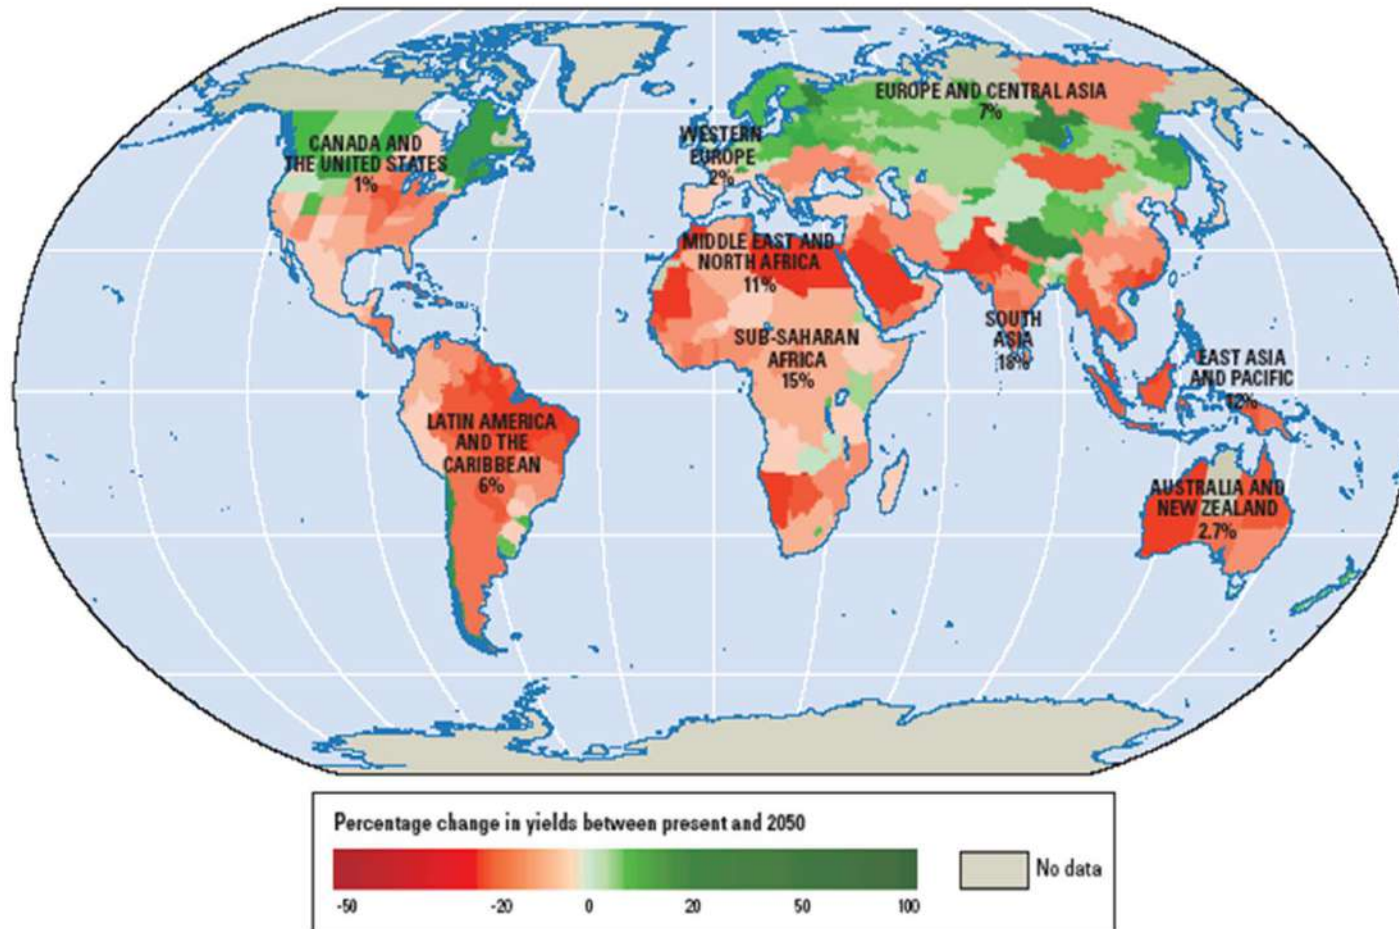 EUROPE AND CENTRAL ASIA
7%
CANADA AND
THE UNITED STATES
1%
WESTERN
EUROPE
2%
MIDDLE EAST AND
NORTH AFRICA
11%
SUB-SAHARAN
AFRICA
15%
SOUTH
ASIA
18%
EAST ASIA
AND PACIFIC
12%
LATIN AMERICA
AND THE
CARIBBEAN
6%
AUSTRALIA AND
NEW ZEALAND
2.7%
Percentage change in yields between present and 2050
No data
-50 -20 0 20 50 100